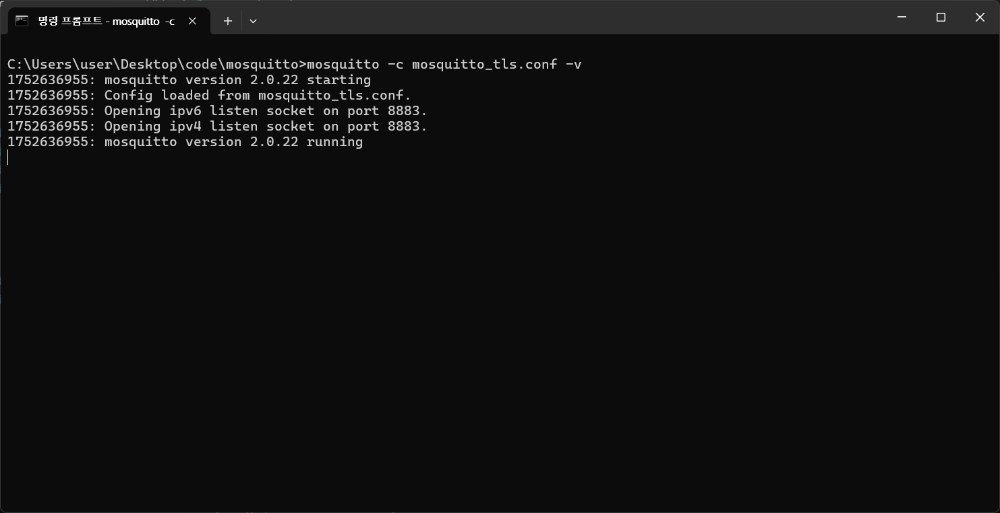 명령 프롬프트 - mosquitto -c
C:\Users\user\Desktop\code\mosquitto>mosquitto -c mosquitto_tls.conf -v
1752636955: mosquitto version 2.0.22 starting
1752636955: Config loaded from mosquitto_tls.conf.
1752636955: Opening ipv6 listen socket on port 8883.
1752636955: Opening ipv4 listen socket on port 8883.
1752636955: mosquitto version 2.0.22 running